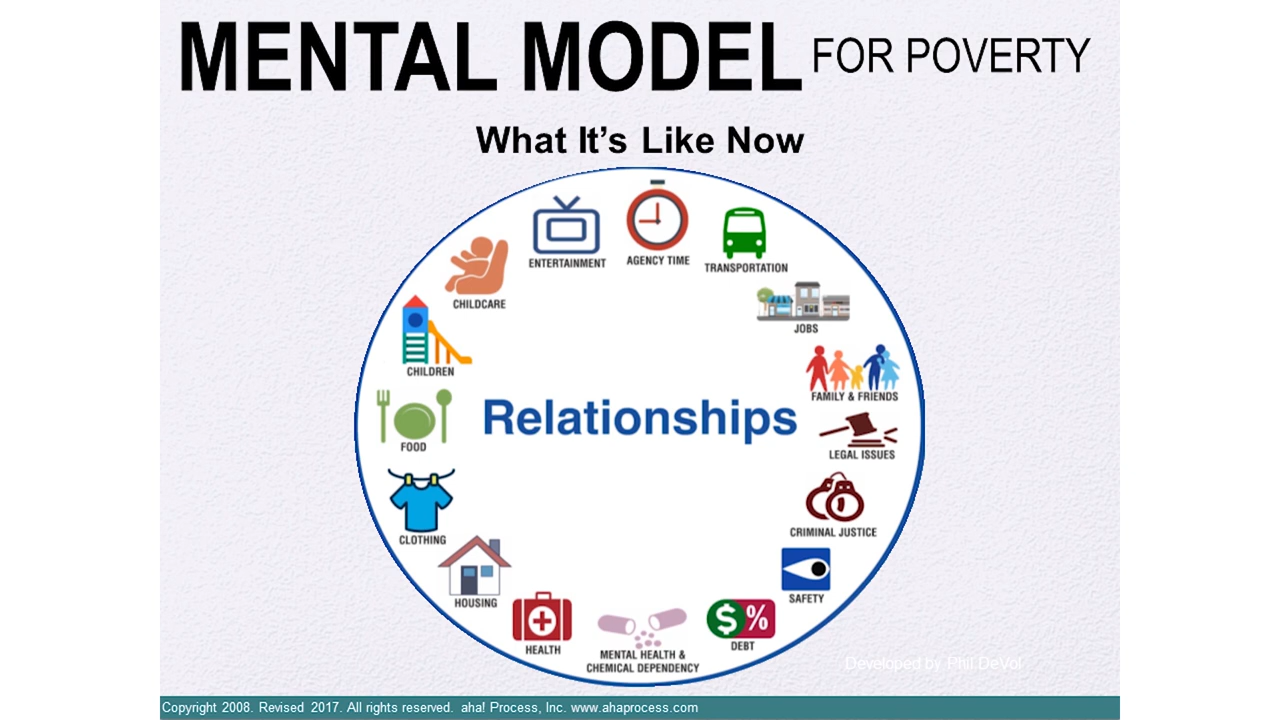 MENTAL MODEL FOR POVERTY
What It’s Like Now
ENTERTAINMENT
AGENCY TIME
TRANSPORTATION
CHILDCARE
JOBS
CHILDREN
FAMILY & FRIENDS
Relationships
FOOD
LEGAL ISSUES
CLOTHING
CRIMINAL JUSTICE
HOUSING
SAFETY
$ %
HEALTH
MENTAL HEALTH &
CHEMICAL DEPENDENCY
DEBT
Developed by Phil DeVol
Copyright 2008. Revised 2017. All rights reserved. aha! Process, Inc. www.ahaprocess.com